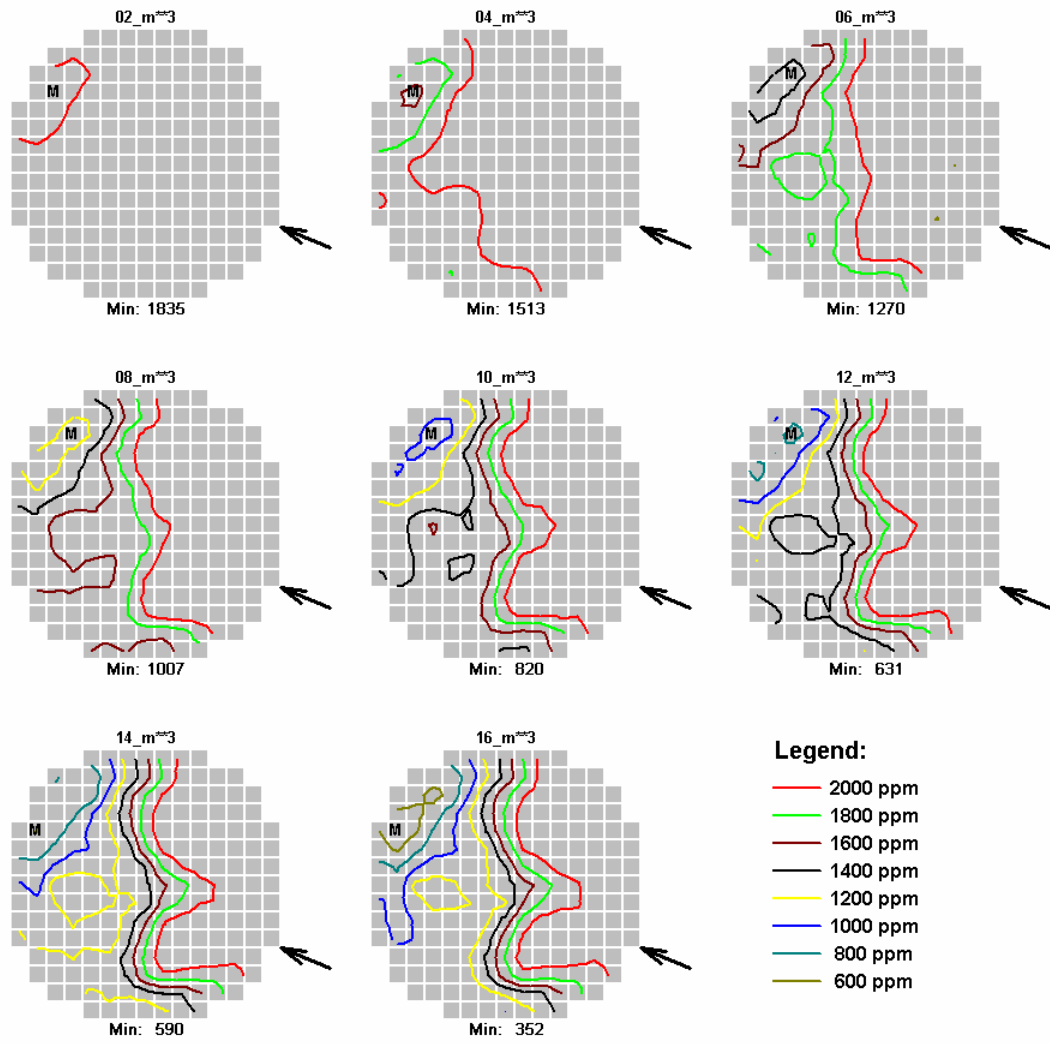 02_m**3
04_m**3
06_m**3
M
M
M
Min: 1835
Min: 1513
Min: 1270
08_m**3
10_m**3
12_m**3
M
M
M
Min: 1007
Min: 820
Min: 631
14_m**3
16_m**3
M
M
Min: 590
Min: 352
Legend:
2000 ppm
1800 ppm
1600 ppm
1400 ppm
1200 ppm
1000 ppm
800 ppm
600 ppm